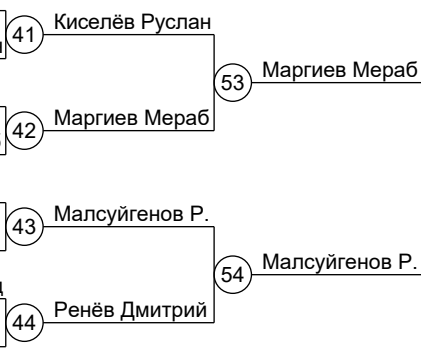 41
Киселёв Руслан
53
Маргиев Мераб
42
Маргиев Мераб
43
Малсуйгенов Р.
54
Малсуйгенов Р.
44
Ренёв Дмитрий